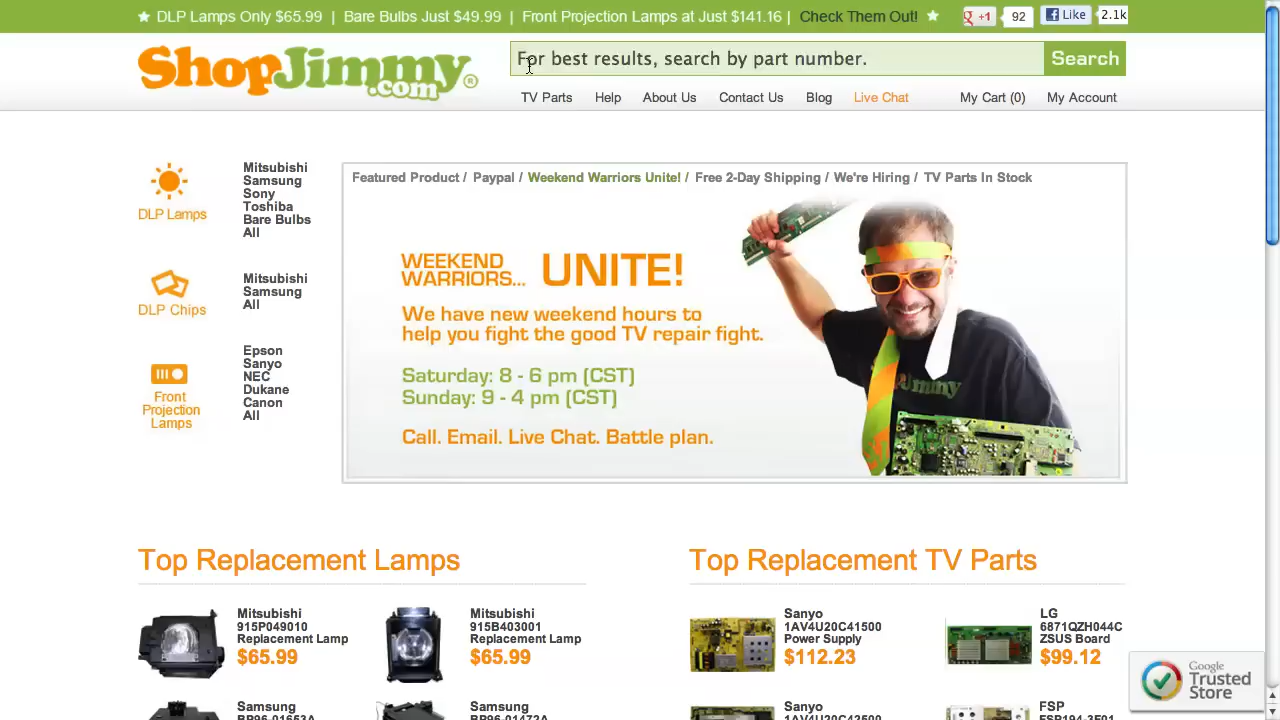 DLP Lamps Only $65.99 | Bare Bulbs Just $49.99 | Front Projection Lamps at Just $141.16 | Check Them Out!
+1 92 Like 2.1k
ShopJimmy.com®
For best results, search by part number. Search
TV Parts Help About Us Contact Us Blog Live Chat My Cart (0) My Account
DLP Lamps
Mitsubishi
Samsung
Sony
Toshiba
Bare Bulbs
All
DLP Chips
Mitsubishi
Samsung
All
Front
Projection
Lamps
Epson
Sanyo
NEC
Dukane
Canon
All
Featured Product / Paypal / Weekend Warriors Unite! / Free 2-Day Shipping / We're Hiring / TV Parts In Stock
WEEKEND
WARRIORS... UNITE!
We have new weekend hours to
help you fight the good TV repair fight.
Saturday: 8 - 6 pm (CST)
Sunday: 9 - 4 pm (CST)
Call. Email. Live Chat. Battle plan.
Top Replacement Lamps
Mitsubishi
915P049010
Replacement Lamp
$65.99
Mitsubishi
915B403001
Replacement Lamp
$65.99
Samsung
BP96-01653A
Samsung
BP96-01472A
Top Replacement TV Parts
Sanyo
1AV4U20C41500
Power Supply
$112.23
LG
6871QZH044C
ZSUS Board
$99.12
Sanyo
1AV4U20C43500
FSP
FSP194-3F01
Google
Trusted
Store